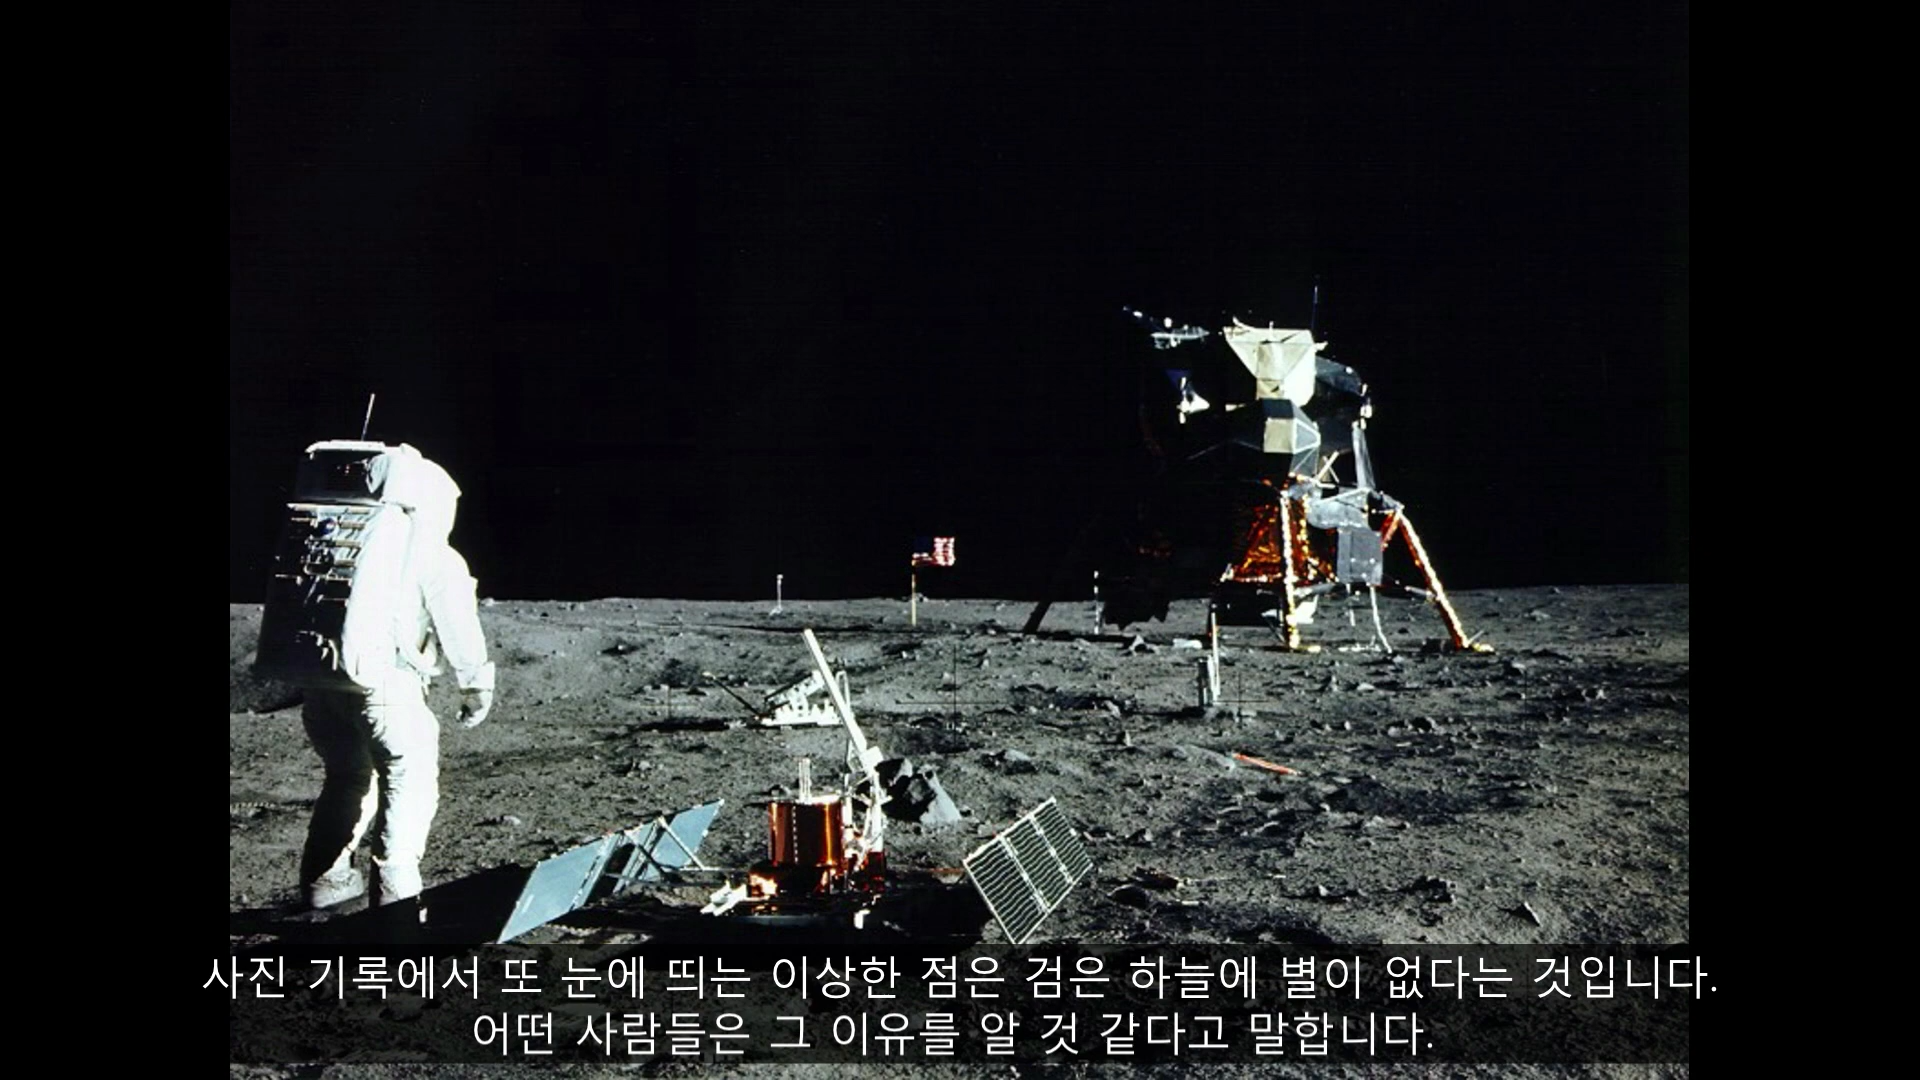 사진 기록에서 또 눈에 띄는 이상한 점은 검은 하늘에 별이 없다는 것입니다.
어떤 사람들은 그 이유를 알 것 같다고 말합니다.